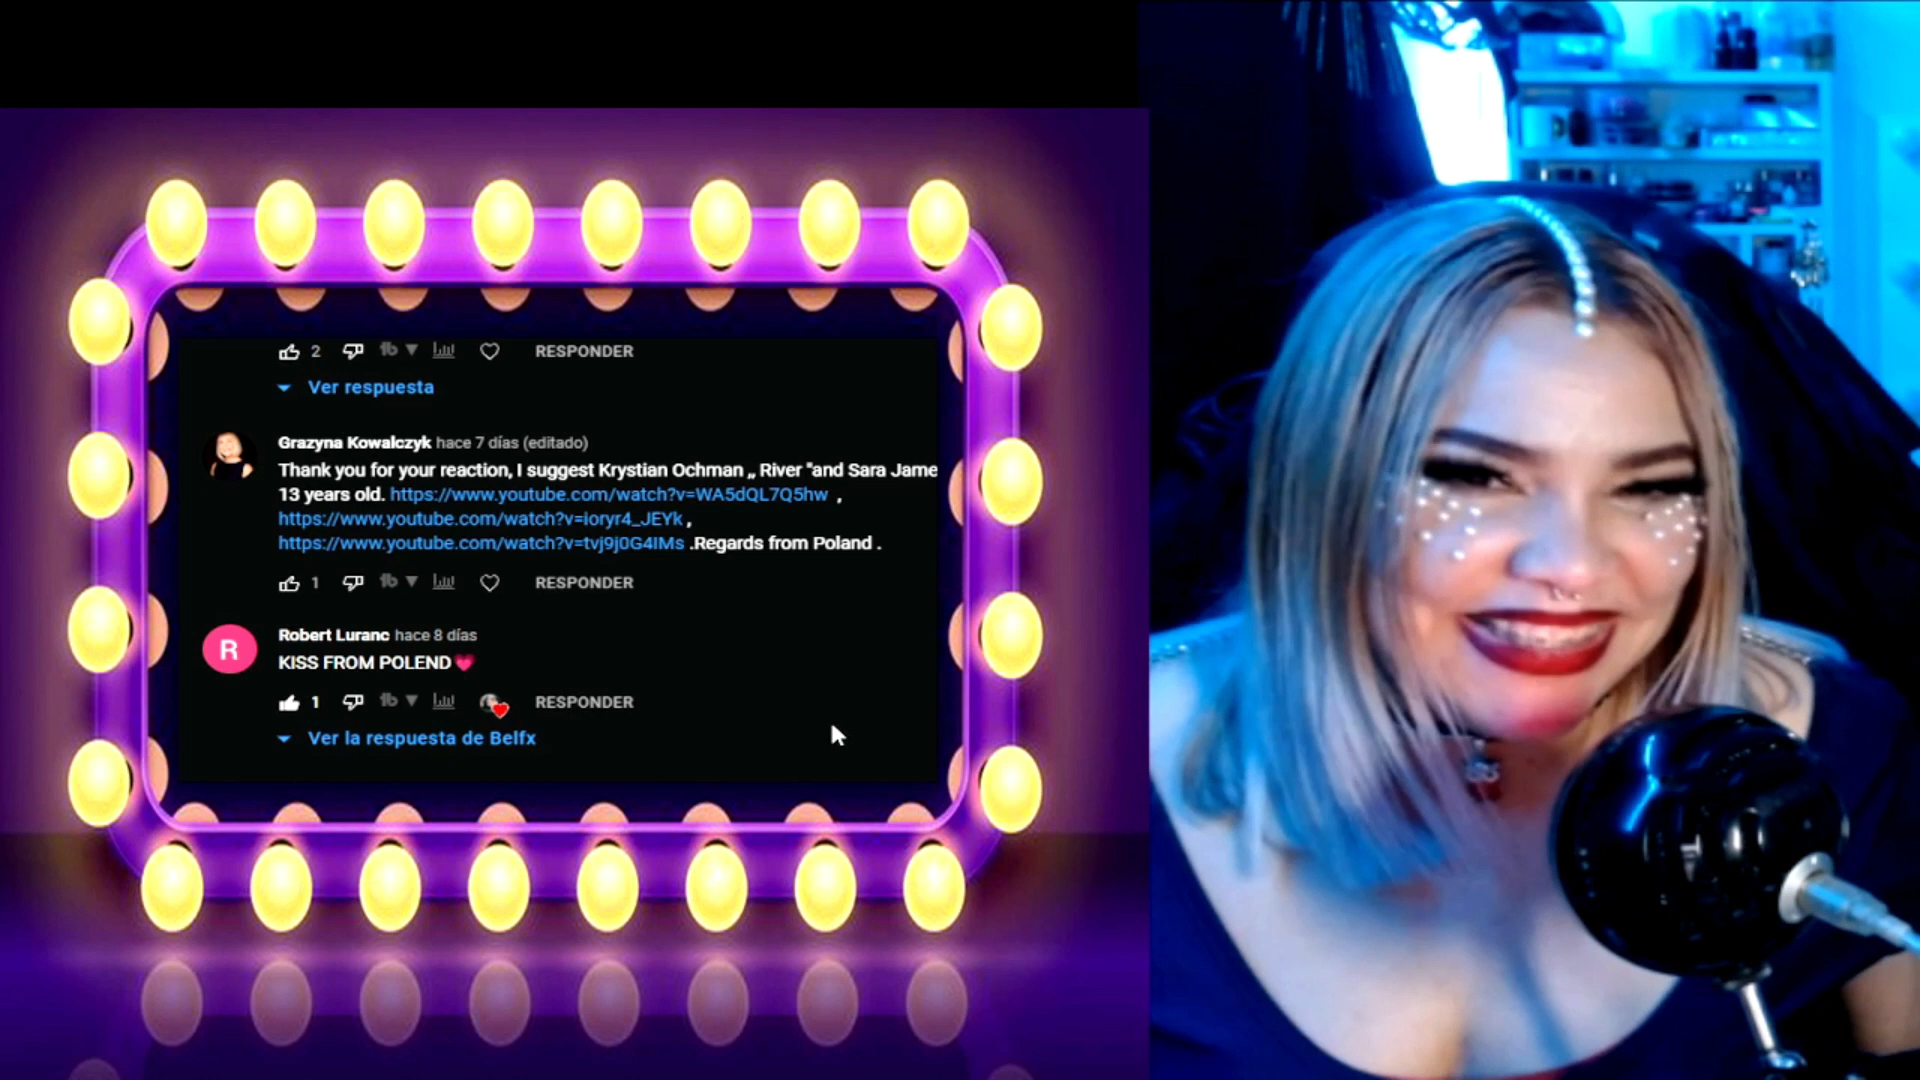 2 RESPONDER
Ver respuesta
Grazyna Kowalczyk hace 7 días (editado)
Thank you for your reaction, I suggest Krystian Ochman „ River "and Sara Jame
13 years old. https://www.youtube.com/watch?v=WA5dQL7Q5hw ,
https://www.youtube.com/watch?v=ioryr4_JEYk ,
https://www.youtube.com/watch?v=tvj9j0G4IMs .Regards from Poland .
1 RESPONDER
R
Robert Luranc hace 8 días
KISS FROM POLEND💗
1 RESPONDER
Ver la respuesta de Belfx